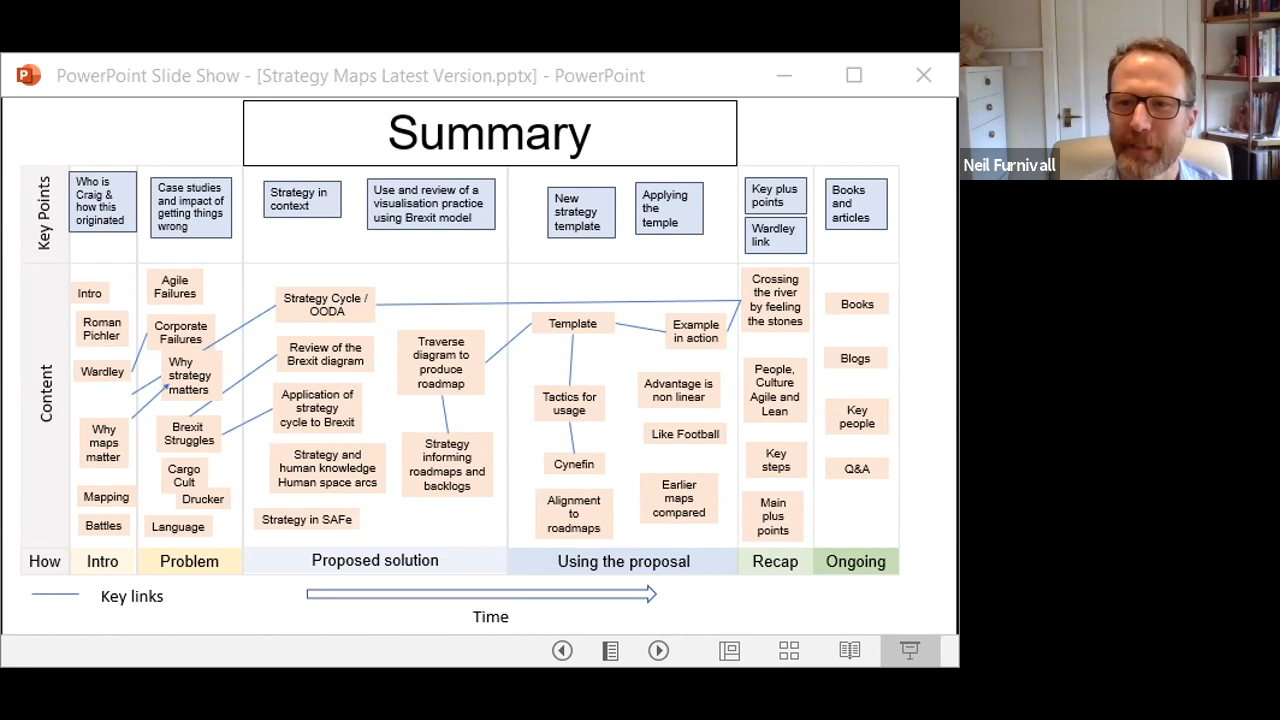 PowerPoint Slide Show - [Strategy Maps Latest Version.pptx] - PowerPoint
Neil Furnivall
Summary
Key Points
Who is
Craig &
how this
originated
Case studies
and impact of
getting things
wrong
Strategy in
context
Use and review of a
visualisation practice
using Brexit model
New
strategy
template
Applying
the
temple
Key plus
points
Wardley
link
Books
and
articles
Content
Intro
Roman
Pichler
Wardley
Why
maps
matter
Mapping
Battles
Agile
Failures
Corporate
Failures
Why
strategy
matters
Brexit
Struggles
Cargo
Cult
Drucker
Language
Strategy Cycle /
OODA
Review of the
Brexit diagram
Application of
strategy
cycle to Brexit
Strategy and
human knowledge
Human space arcs
Strategy in SAFe
Traverse
diagram to
produce
roadmap
Strategy
informing
roadmaps and
backlogs
Template
Tactics for
usage
Cynefin
Alignment
to
roadmaps
Example
in action
Advantage is
non linear
Like Football
Earlier
maps
compared
Crossing
the river
by feeling
the stones
People,
Culture
Agile and
Lean
Key
steps
Main
plus
points
Books
Blogs
Key
people
Q&A
How
Intro
Problem
Proposed solution
Using the proposal
Recap
Ongoing
Key links
Time